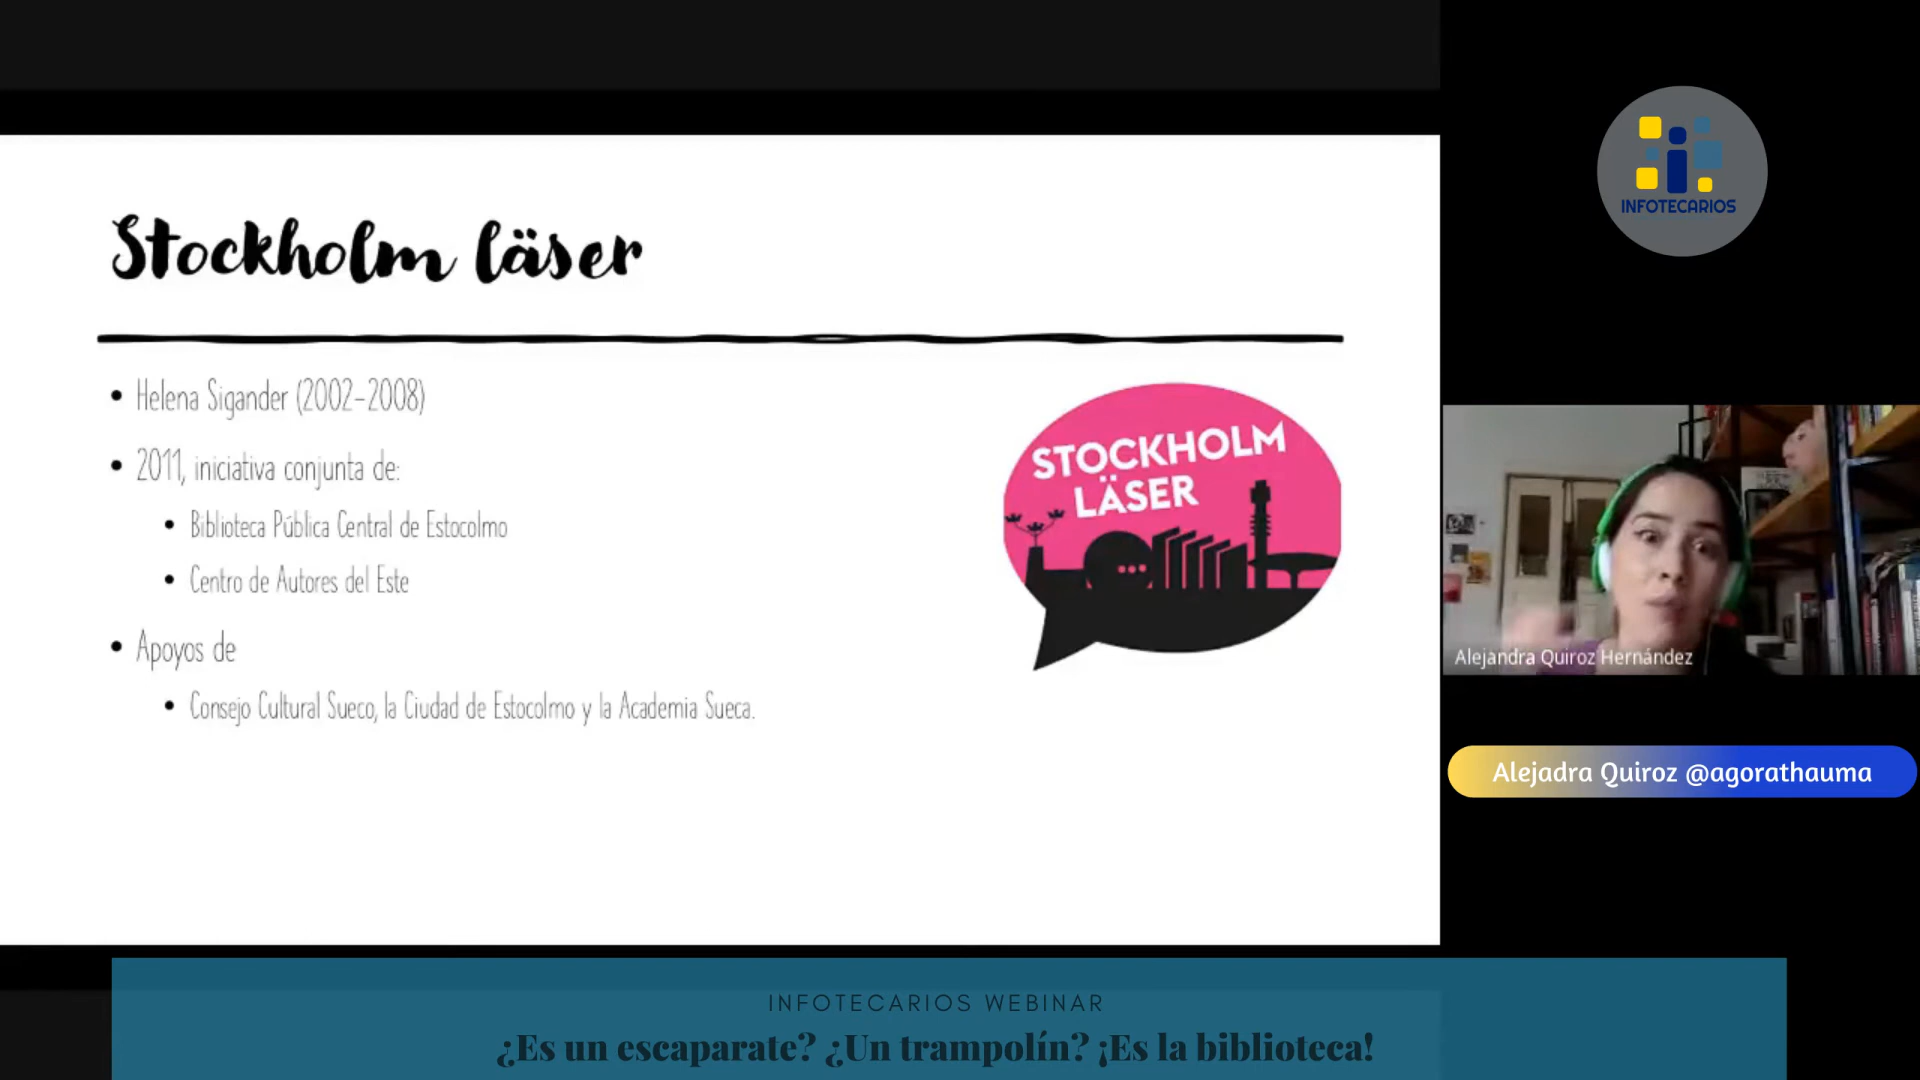 Stockholm läser
• Helena Sigander (2002-2008)
• 2011, iniciativa conjunta de:
• Biblioteca Pública Central de Estocolmo
• Centro de Autores del Este
• Apoyos de
• Consejo Cultural Sueco, la Ciudad de Estocolmo y la Academia Sueca.
STOCKHOLM
LÄSER
INFOTECARIOS
Alejandra Quiroz Hernández
Alejadra Quiroz @agorathauma
INFOTECARIOS WEBINAR
¿Es un escaparate? ¿Un trampolín? ¡Es la biblioteca!